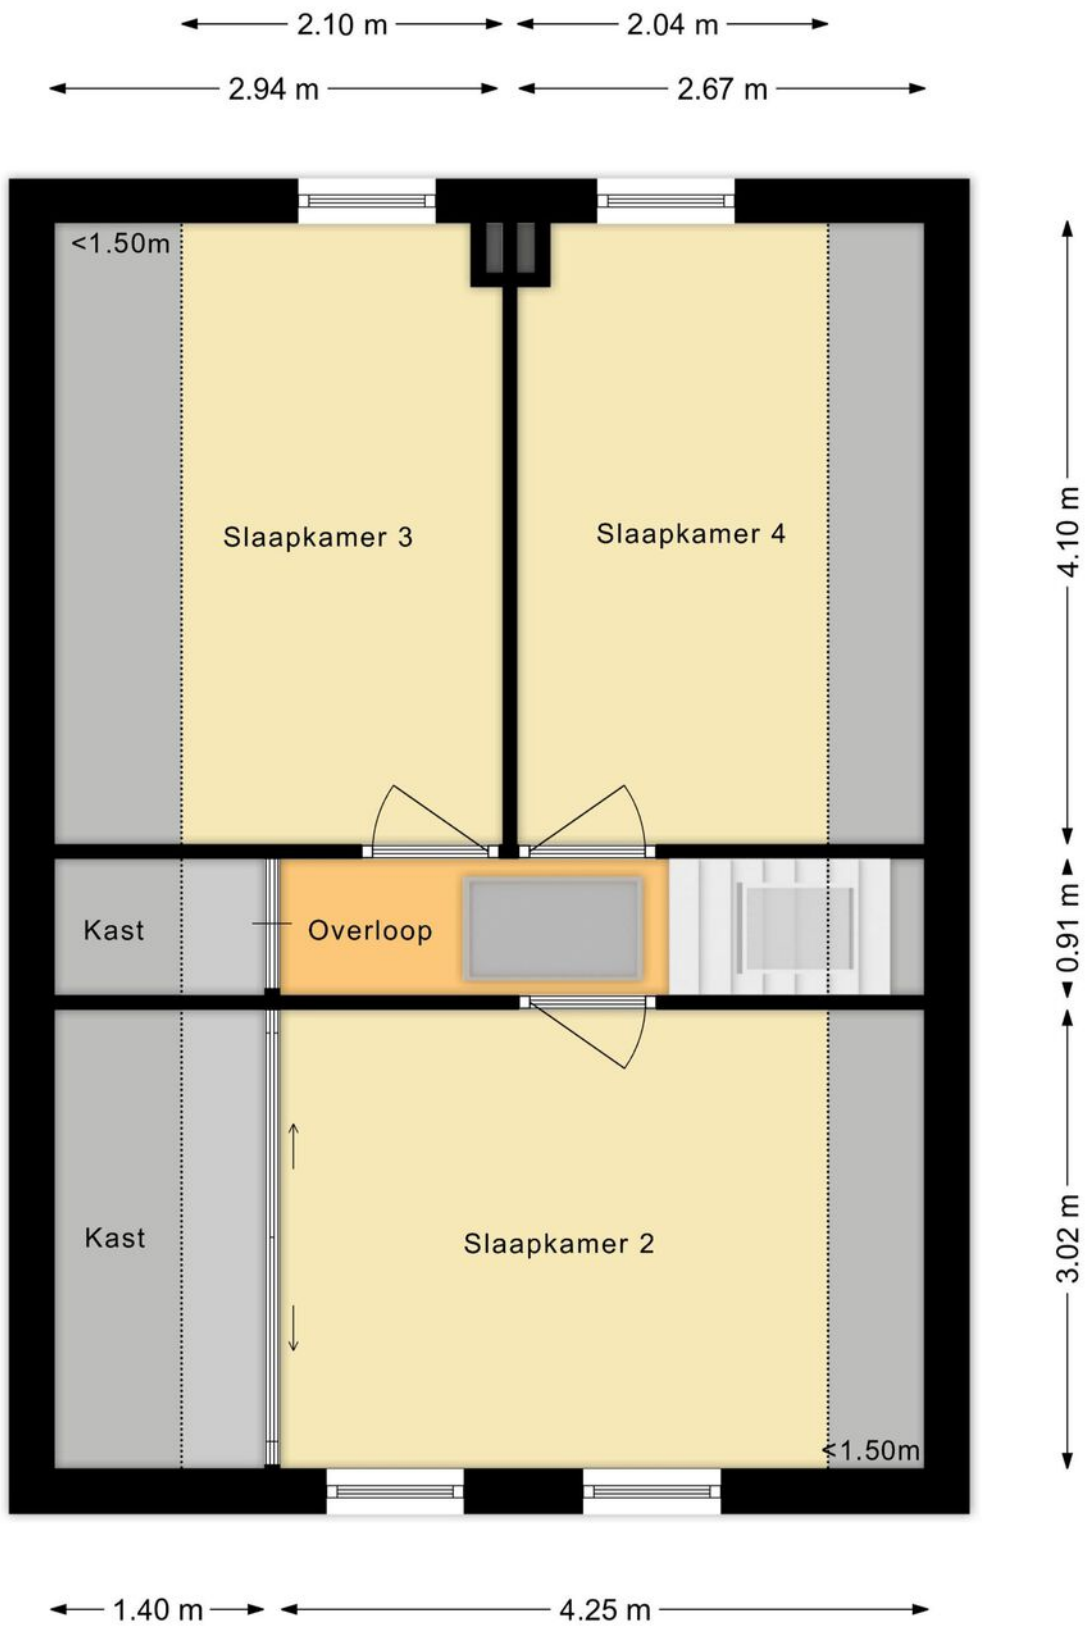 2.10 m
2.04 m
2.94 m
2.67 m
<1.50m
Slaapkamer 3
Slaapkamer 4
4.10 m
Kast
Overloop
0.91 m
Kast
Slaapkamer 2
3.02 m
<1.50m
1.40 m
4.25 m